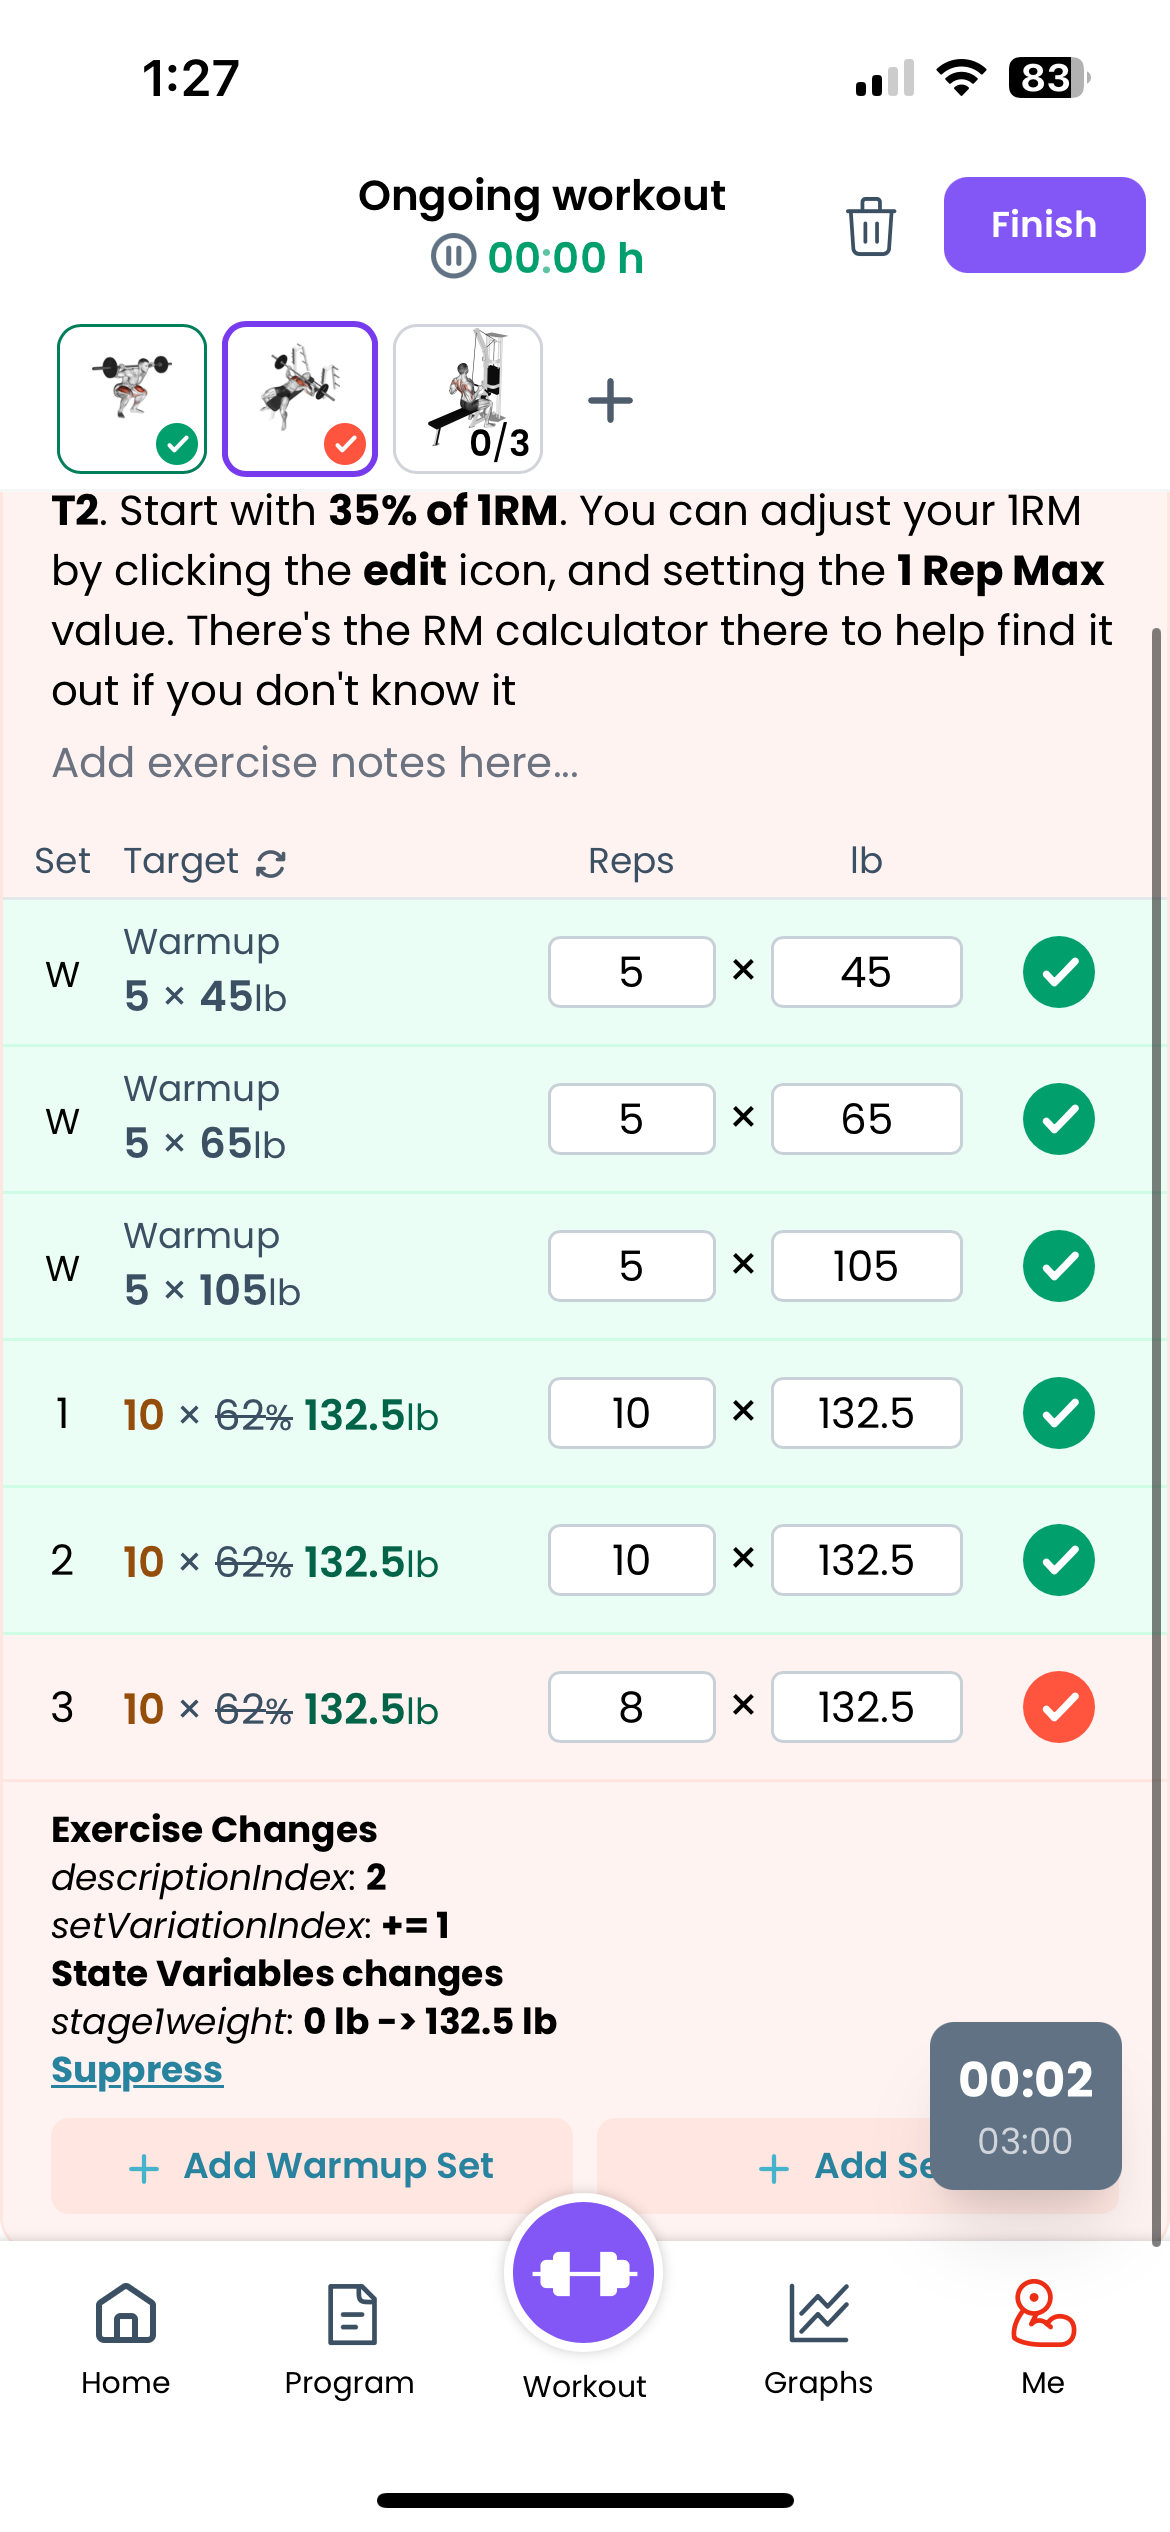 1:27
83
Ongoing workout
00:00 h
Finish
0/3
T2. Start with 35% of 1RM. You can adjust your 1RM
by clicking the edit icon, and setting the 1 Rep Max
value. There's the RM calculator there to help find it
out if you don't know it
Add exercise notes here...
Set Target Reps lb
W Warmup
5 × 45lb 5 × 45
W Warmup
5 × 65lb 5 × 65
W Warmup
5 × 105lb 5 × 105
1 10 × 62% 132.5lb 10 × 132.5
2 10 × 62% 132.5lb 10 × 132.5
3 10 × 62% 132.5lb 8 × 132.5
Exercise Changes
descriptionIndex: 2
setVariationIndex: += 1
State Variables changes
stage1weight: 0 lb -> 132.5 lb
Suppress
00:02
03:00
+ Add Warmup Set
+ Add Se
Home
Program
Workout
Graphs
Me